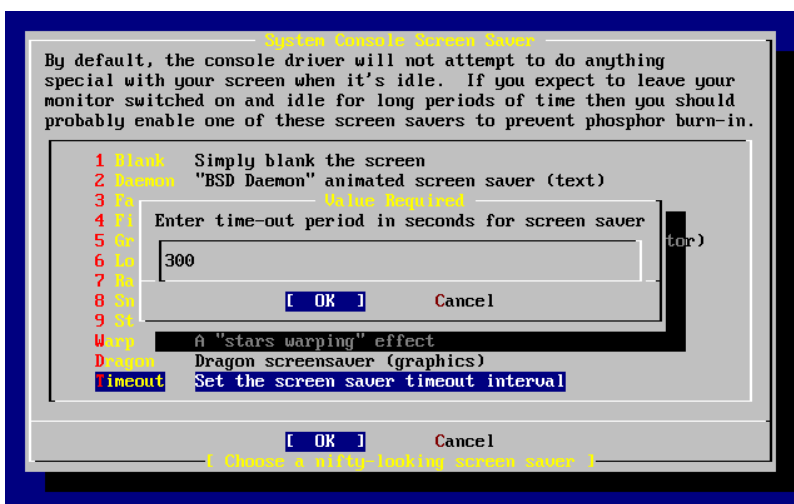 System Console Screen Saver
By default, the console driver will not attempt to do anything
special with your screen when it's idle.  If you expect to leave your
monitor switched on and idle for long periods of time then you should
probably enable one of these screen savers to prevent phosphor burn-in.
1 Blank Simply blank the screen
2 Daemon "BSD Daemon" animated screen saver (text)
3 Fa
Value Required
4 Fi
Enter time-out period in seconds for screen saver
5 Gr tor)
6 Lo
300
7 Ra
8 Sn
[ OK ] Cancel
9 St
Warp A "stars warping" effect
Dragon Dragon screensaver (graphics)
Timeout Set the screen saver timeout interval
[ OK ] Cancel
[ Choose a nifty-looking screen saver ]